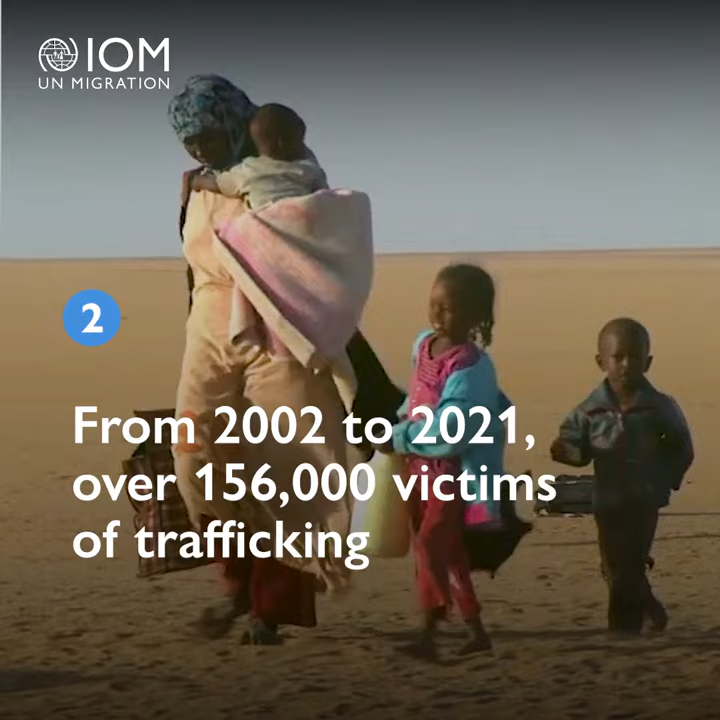 IOM
UN MIGRATION
2
From 2002 to 2021,
over 156,000 victims
of trafficking